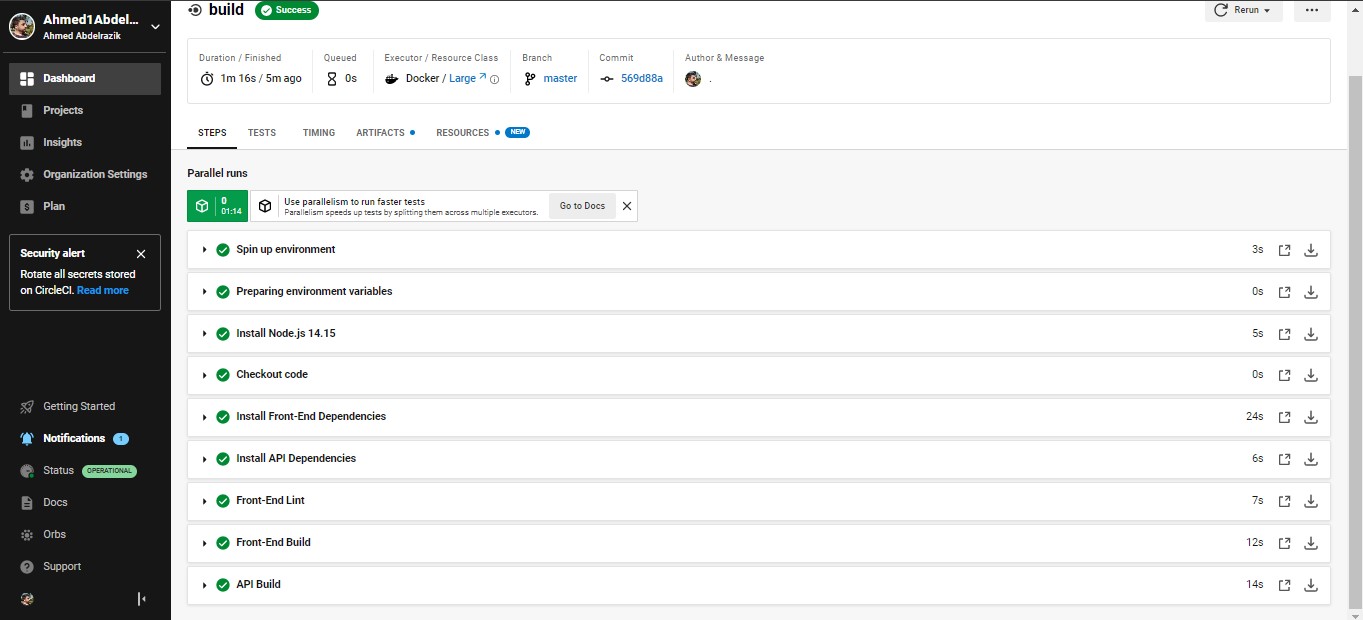 Ahmed1Abdel...
Ahmed Abdelrazik
Dashboard
Projects
Insights
Organization Settings
Plan
Security alert
Rotate all secrets stored
on CircleCI. Read more
Getting Started
Notifications 1
Status OPERATIONAL
Docs
Orbs
Support
build Success
Rerun
Duration / Finished
1m 16s / 5m ago
Queued
0s
Executor / Resource Class
Docker / Large
Branch
master
Commit
569d88a
Author & Message
.
STEPS TESTS TIMING ARTIFACTS RESOURCES NEW
Parallel runs
0
01:14
Use parallelism to run faster tests
Parallelism speeds up tests by splitting them across multiple executors.
Go to Docs
Spin up environment 3s
Preparing environment variables 0s
Install Node.js 14.15 5s
Checkout code 0s
Install Front-End Dependencies 24s
Install API Dependencies 6s
Front-End Lint 7s
Front-End Build 12s
API Build 14s